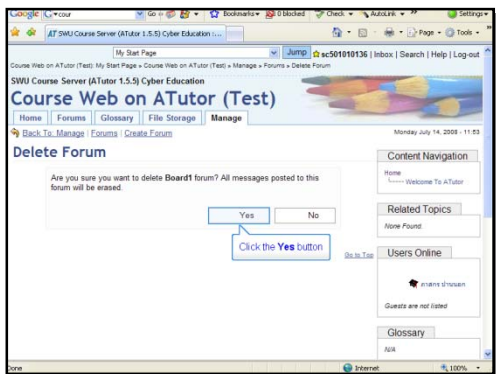 Google
Go
Bookmarks
0 blocked
Check
AutoLink
Settings
SWU Course Server (ATutor 1.5.5) Cyber Education :...
Page
Tools
My Start Page
Jump
sc501010136 | Inbox | Search | Help | Log-out
Course Web on ATutor (Test): My Start Page » Course Web on ATutor (Test) » Manage » Forums » Delete Forum
SWU Course Server (ATutor 1.5.5) Cyber Education
Course Web on ATutor (Test)
Home
Forums
Glossary
File Storage
Manage
Back To: Manage | Forums | Create Forum
Monday July 14, 2008 - 11:53
Delete Forum
Are you sure you want to delete Board1 forum? All messages posted to this
forum will be erased.
Yes
No
Click the Yes button
Go to Top
Content Navigation
Home
Welcome To ATutor
Related Topics
None Found.
Users Online
Guests are not listed
Glossary
N/A
Done
Internet
100%